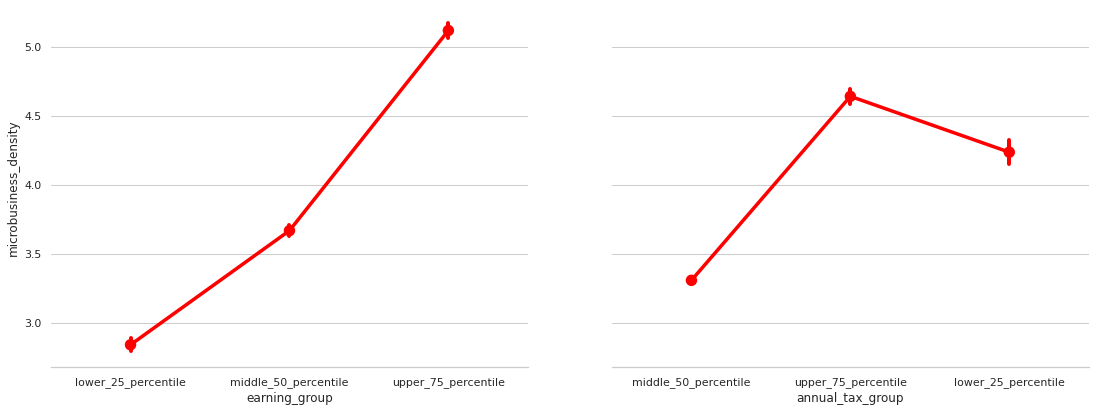 microbusiness_density
5.0
4.5
4.0
3.5
3.0
lower_25_percentile middle_50_percentile upper_75_percentile
earning_group
middle_50_percentile upper_75_percentile lower_25_percentile
annual_tax_group